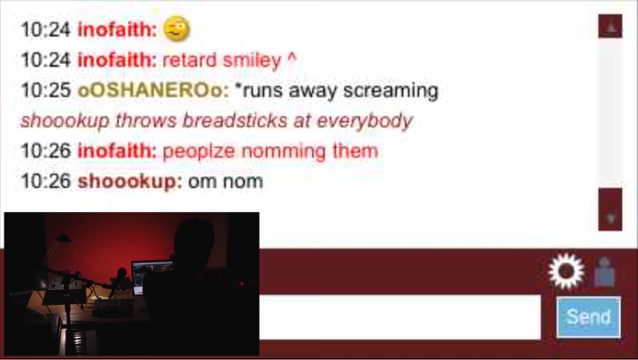 10:24 inofaith:
10:24 inofaith: retard smiley ^
10:25 oOSHANEROo: *runs away screaming
shoookup throws breadsticks at everybody
10:26 inofaith: peoplze nomming them
10:26 shoookup: om nom
Send